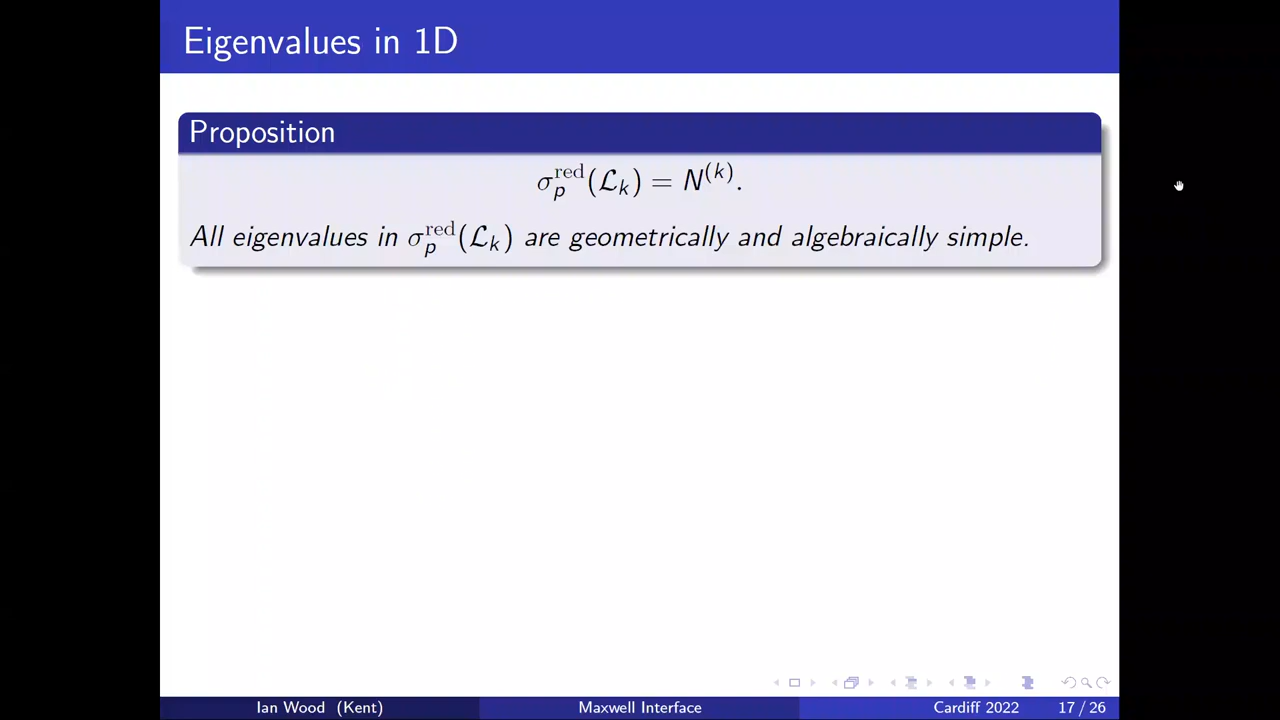 Eigenvalues in 1D
Proposition
σ_p^red(ℒ_k) = N^(k).
All eigenvalues in σ_p^red(ℒ_k) are geometrically and algebraically simple.
Ian Wood (Kent) Maxwell Interface Cardiff 2022 17 / 26